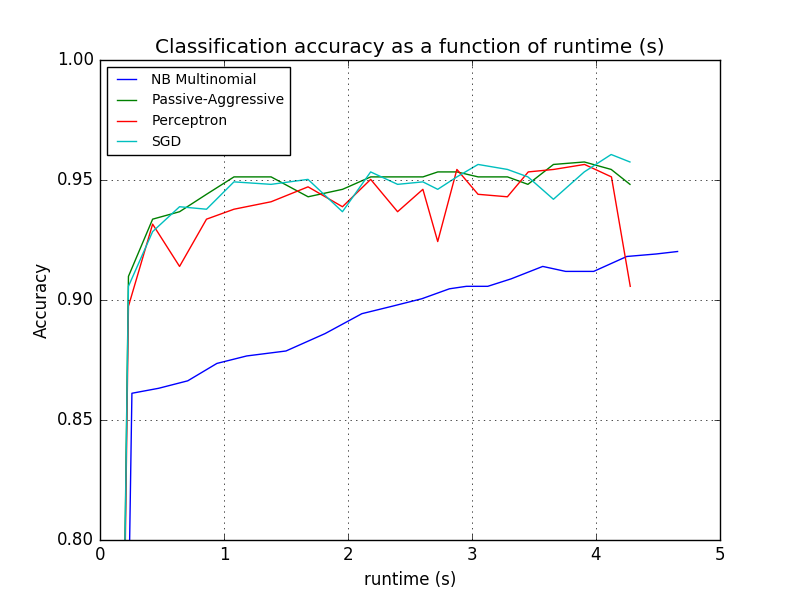 Classification accuracy as a function of runtime (s)
1.00
NB Multinomial
Passive-Aggressive
Perceptron
SGD
0.95
0.90
Accuracy
0.85
0.80
0 1 2 3 4 5
runtime (s)